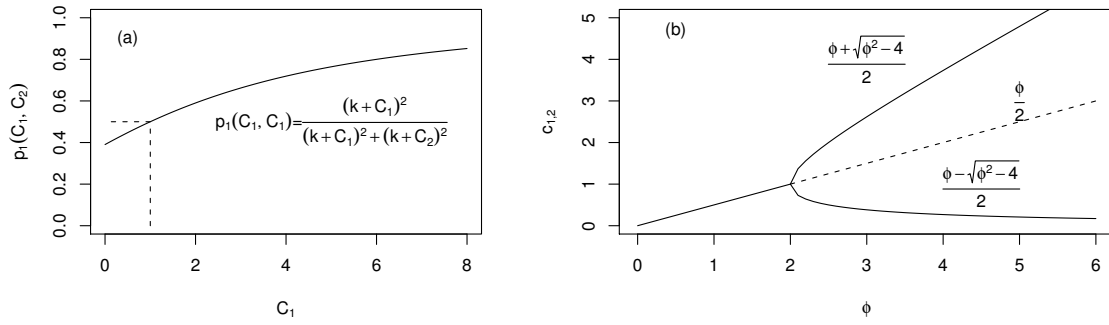 (a)
p₁(C₁, C₂)
0.0 0.2 0.4 0.6 0.8 1.0
p₁(C₁, C₁)=(k+C₁)²/((k+C₁)²+(k+C₂)²)
0 2 4 6 8
C₁
(b)
c₁,₂
0 1 2 3 4 5
(ϕ+√(ϕ²−4))/2
ϕ/2
(ϕ−√(ϕ²−4))/2
0 1 2 3 4 5 6
ϕ